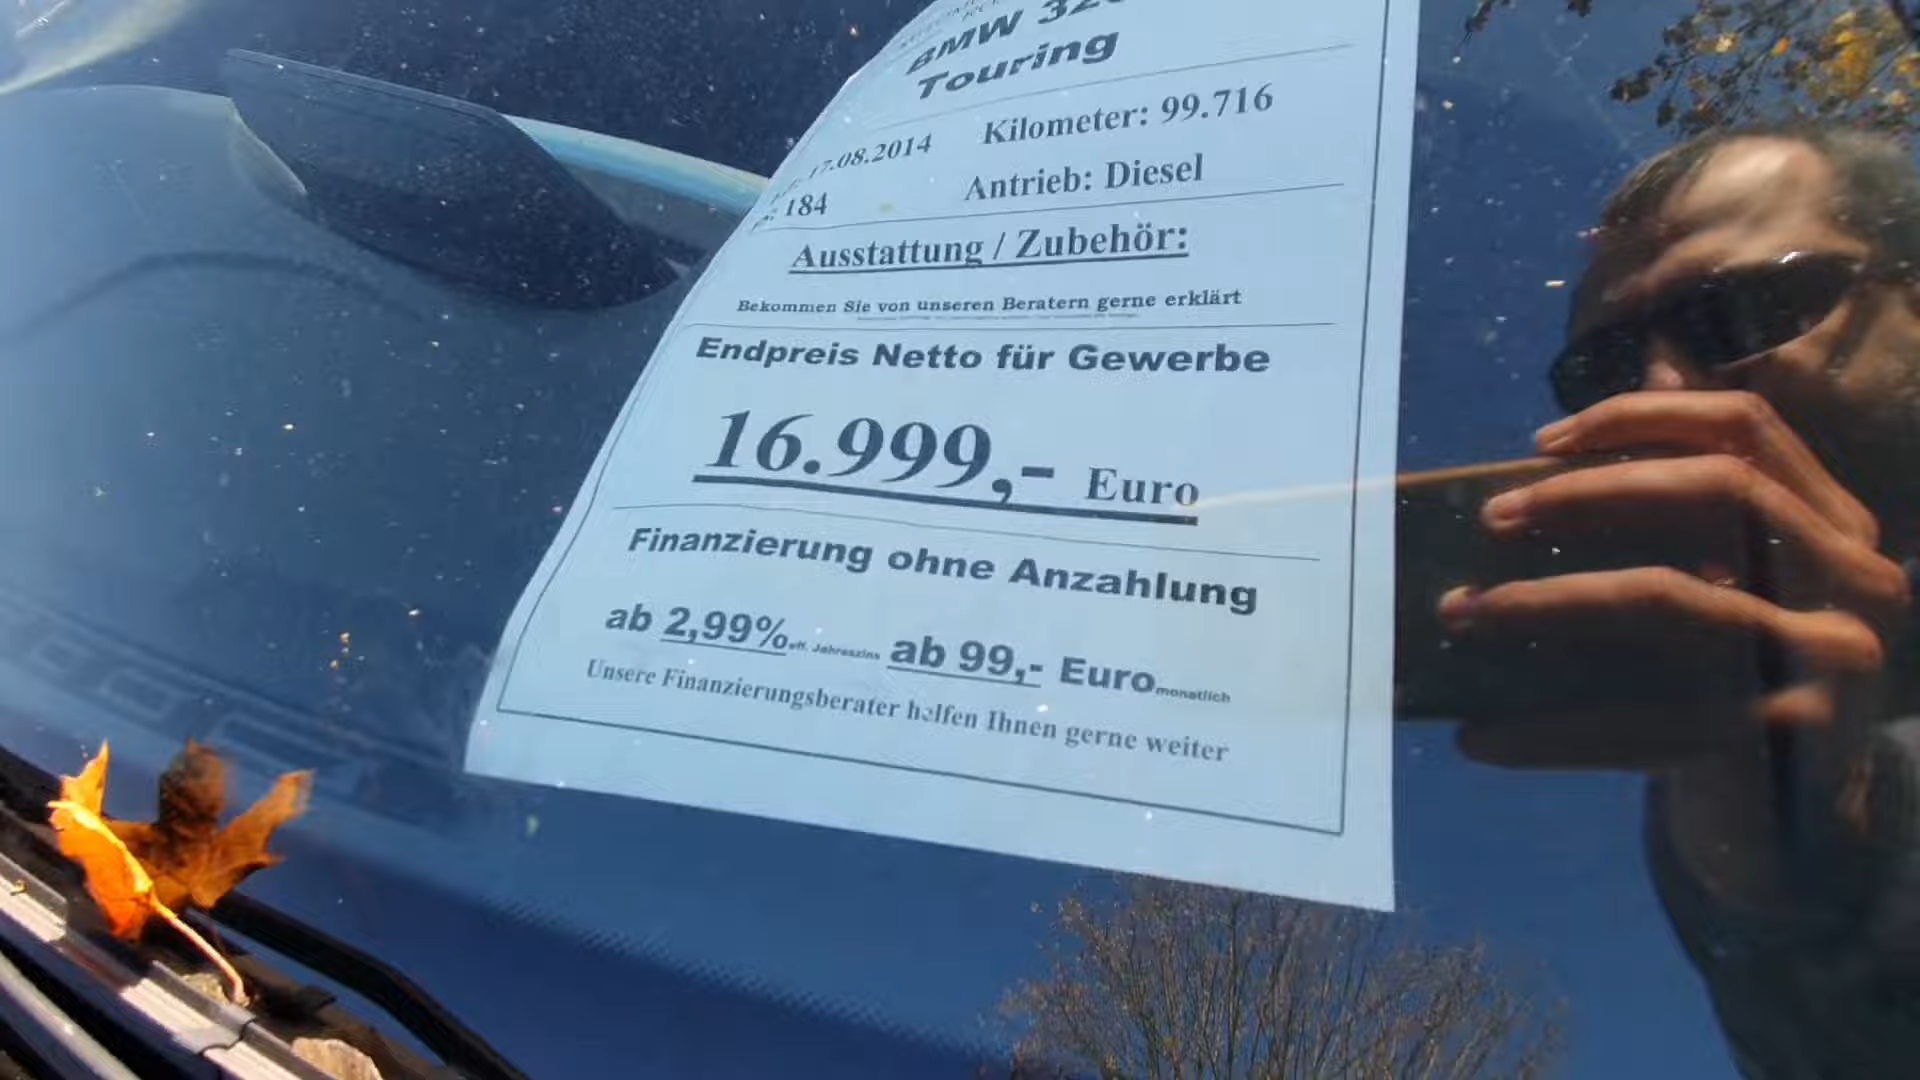 BMW 32
Touring
17.08.2014 Kilometer: 99.716
184 Antrieb: Diesel
Ausstattung / Zubehör:
Bekommen Sie von unseren Beratern gerne erklärt
Endpreis Netto für Gewerbe
16.999,- Euro
Finanzierung ohne Anzahlung
ab 2,99% eff. Jahreszins ab 99,- Euro monatlich
Unsere Finanzierungsberater helfen Ihnen gerne weiter